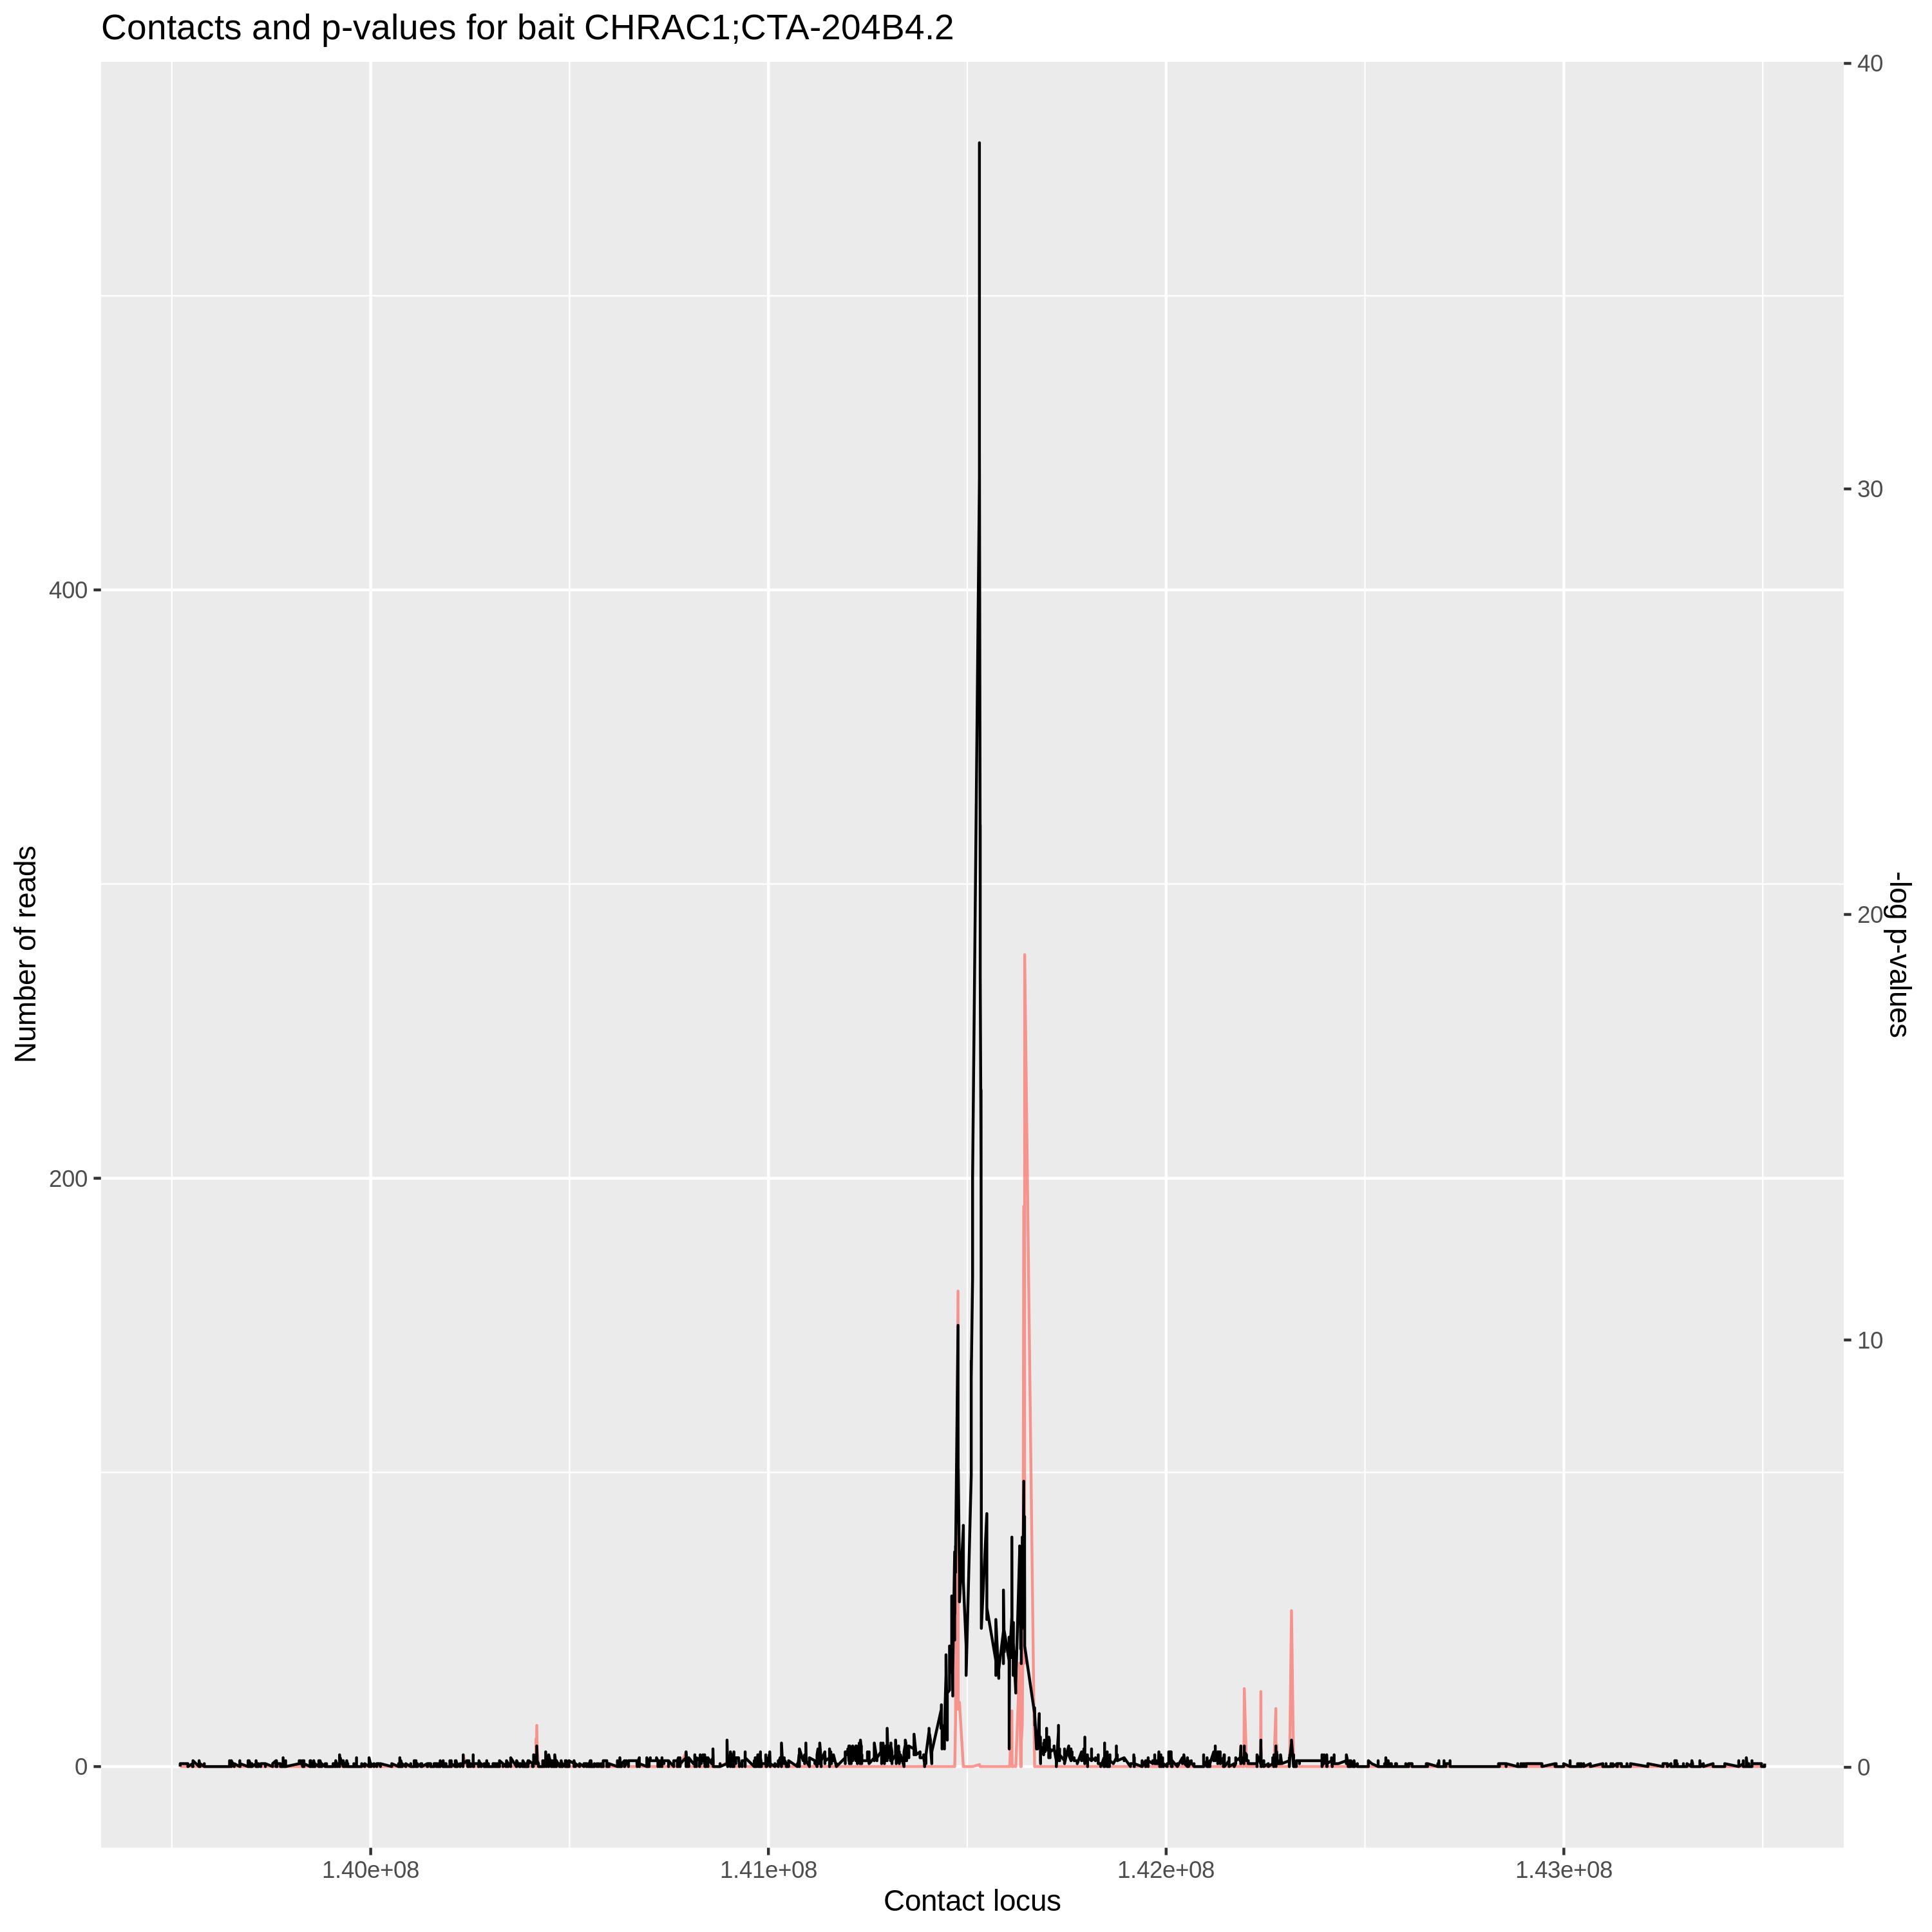 Contacts and p-values for bait CHRAC1;CTA-204B4.2
40
30
400
Number of reads
-log p-values
20
200
10
0
0
1.40e+08 1.41e+08 1.42e+08 1.43e+08
Contact locus